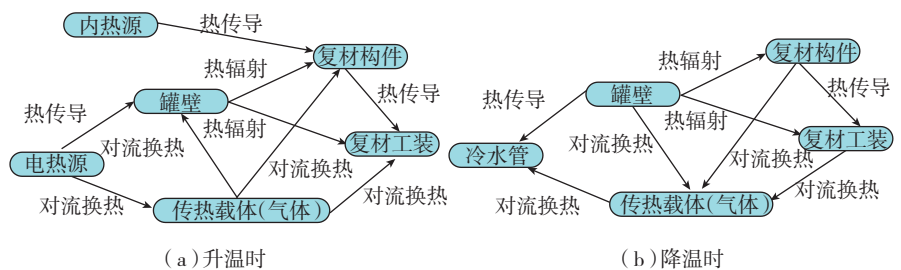 内热源
热传导
复材构件
热辐射
罐壁
热传导
热传导
热辐射
复材工装
对流换热
电热源
对流换热
对流换热
对流换热
传热载体(气体)
(a)升温时
复材构件
热辐射
罐壁
热传导
热传导
热辐射
复材工装
对流换热
冷水管
对流换热
对流换热
对流换热
传热载体(气体)
(b)降温时